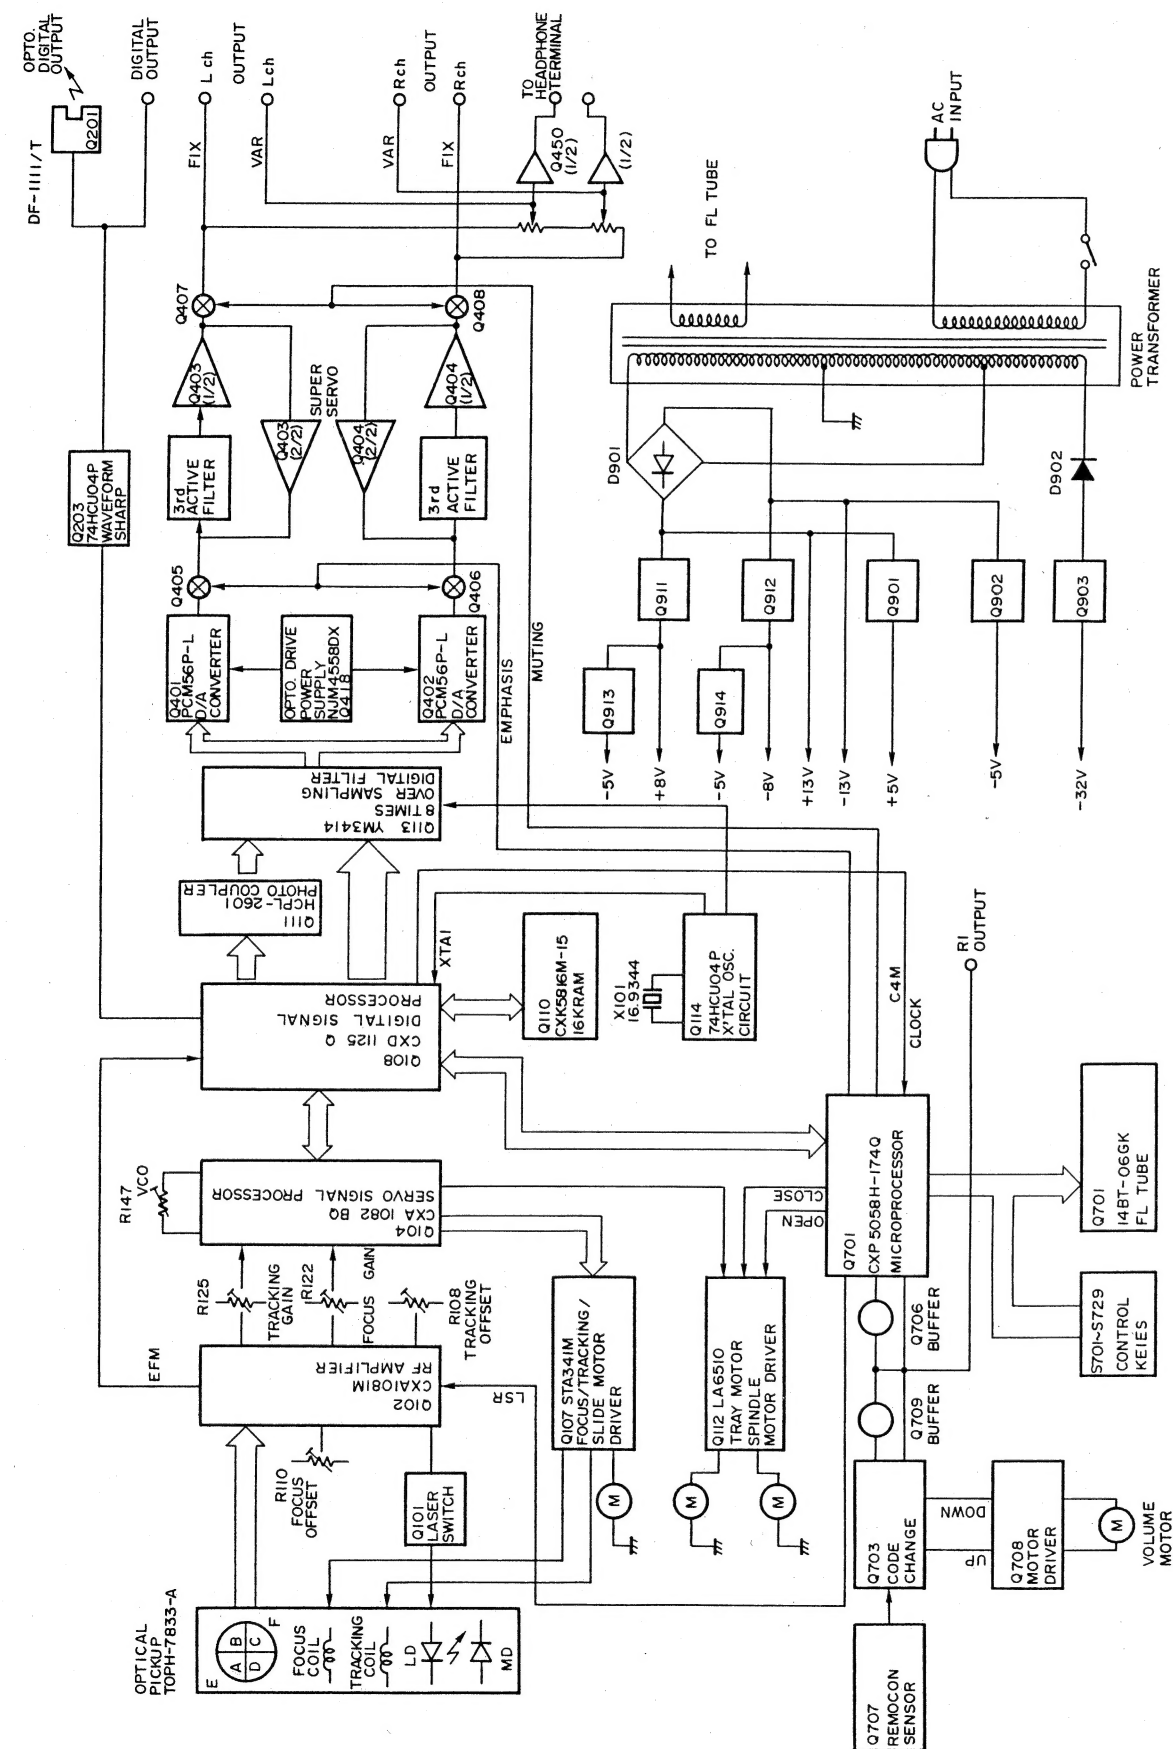 OPTO.
DIGITAL
OUTPUT
DIGITAL
OUTPUT
Lch
OUTPUT
Lch
Rch
OUTPUT
Rch
TO
HEADPHONE
TERMINAL
Q201
DF-1111/T
FIX
VAR
VAR
FIX
Q450
(1/2)
(1/2)
AC
INPUT
TO FL TUBE
POWER
TRANSFORMER
Q407
Q408
Q403
(1/2)
Q403
(2/2)
SUPER
SERVO
Q404
(2/2)
Q404
(1/2)
Q203
74HCU04P
WAVEFORM
SHARP
3rd
ACTIVE
FILTER
3rd
ACTIVE
FILTER
D901
D902
Q405
Q406
Q911
Q912
Q901
Q902
Q903
Q913
Q914
-5V
+8V
-5V
-8V
+13V
-13V
+5V
-5V
-32V
Q401
PCM56P-L
D/A
CONVERTER
OPTO. DRIVE
POWER
SUPPLY
NJM4558DX
Q418
Q402
PCM56P-L
D/A
CONVERTER
EMPHASIS
MUTING
Q113 YM3414
8TIMES
OVER SAMPLING
DIGITAL FILTER
Q111
HCPL-2601
PHOTO COUPLER
XTAI
Q108
CXD 1125 Q
DIGITAL SIGNAL
PROCESSOR
Q110
CXK5816M-15
16KRAM
X101
16.9344
Q114
74HCU04P
X'TAL OSC.
CIRCUIT
C4M
CLOCK
RI
OUTPUT
R147
VCO
Q104
CXA 1082 BQ
SERVO SIGNAL PROCESSOR
CLOSE
OPEN
Q701
CXP 5058H-174Q
MICROPROCESSOR
Q701
14BT-06GK
FL TUBE
R125
TRACKING
GAIN
R122
FOCUS GAIN
R108
TRACKING
OFFSET
EFM
Q102
CXA1081M
RF AMPLIFIER
LSR
Q107 STA341M
FOCUS/TRACKING/
SLIDE MOTOR
DRIVER
Q112 LA6510
TRAY MOTOR
SPINDLE
MOTOR DRIVER
Q706
BUFFER
Q709
BUFFER
S701~S729
CONTROL
KEIES
R110
FOCUS
OFFSET
Q101
LASER
SWITCH
M
M
M
Q703
CODE
CHANGE
DOWN
UP
Q708
MOTOR
DRIVER
M
VOLUME
MOTOR
OPTICAL
PICKUP
TOPH-7833-A
E
A B
D C
F
FOCUS
COIL
TRACKING
COIL
LD
MD
Q707
REMOCON
SENSOR